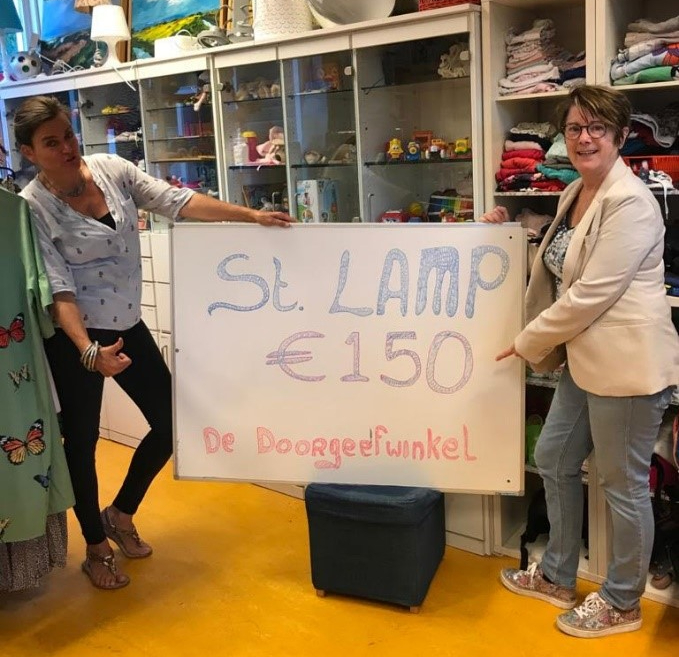 St. LAMP
€150
De Doorgeefwinkel